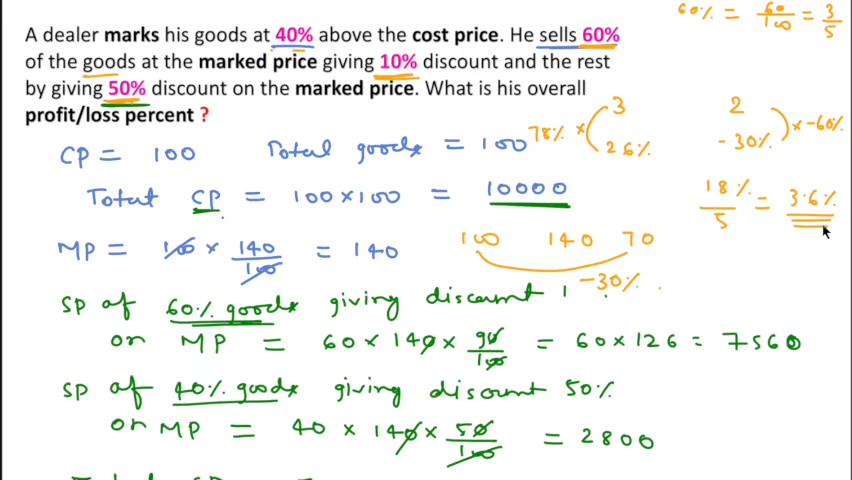 60% = 60/100 = 3/5
A dealer marks his goods at 40% above the cost price. He sells 60%
of the goods at the marked price giving 10% discount and the rest
by giving 50% discount on the marked price. What is his overall
profit/loss percent ?
78% × ( 3 2 ) × -60%
26% -30%
CP = 100 Total goods = 100
Total CP = 100×100 = 10000
18%/5 = 3.6%
MP = 100 × 140/100 = 140
100 140 70
-30%
SP of 60% goods giving discount 1
on MP = 60 × 140 × 90/100 = 60 × 126 = 7560
SP of 40% goods giving discount 50%
on MP = 40 × 140 × 50/100 = 2800